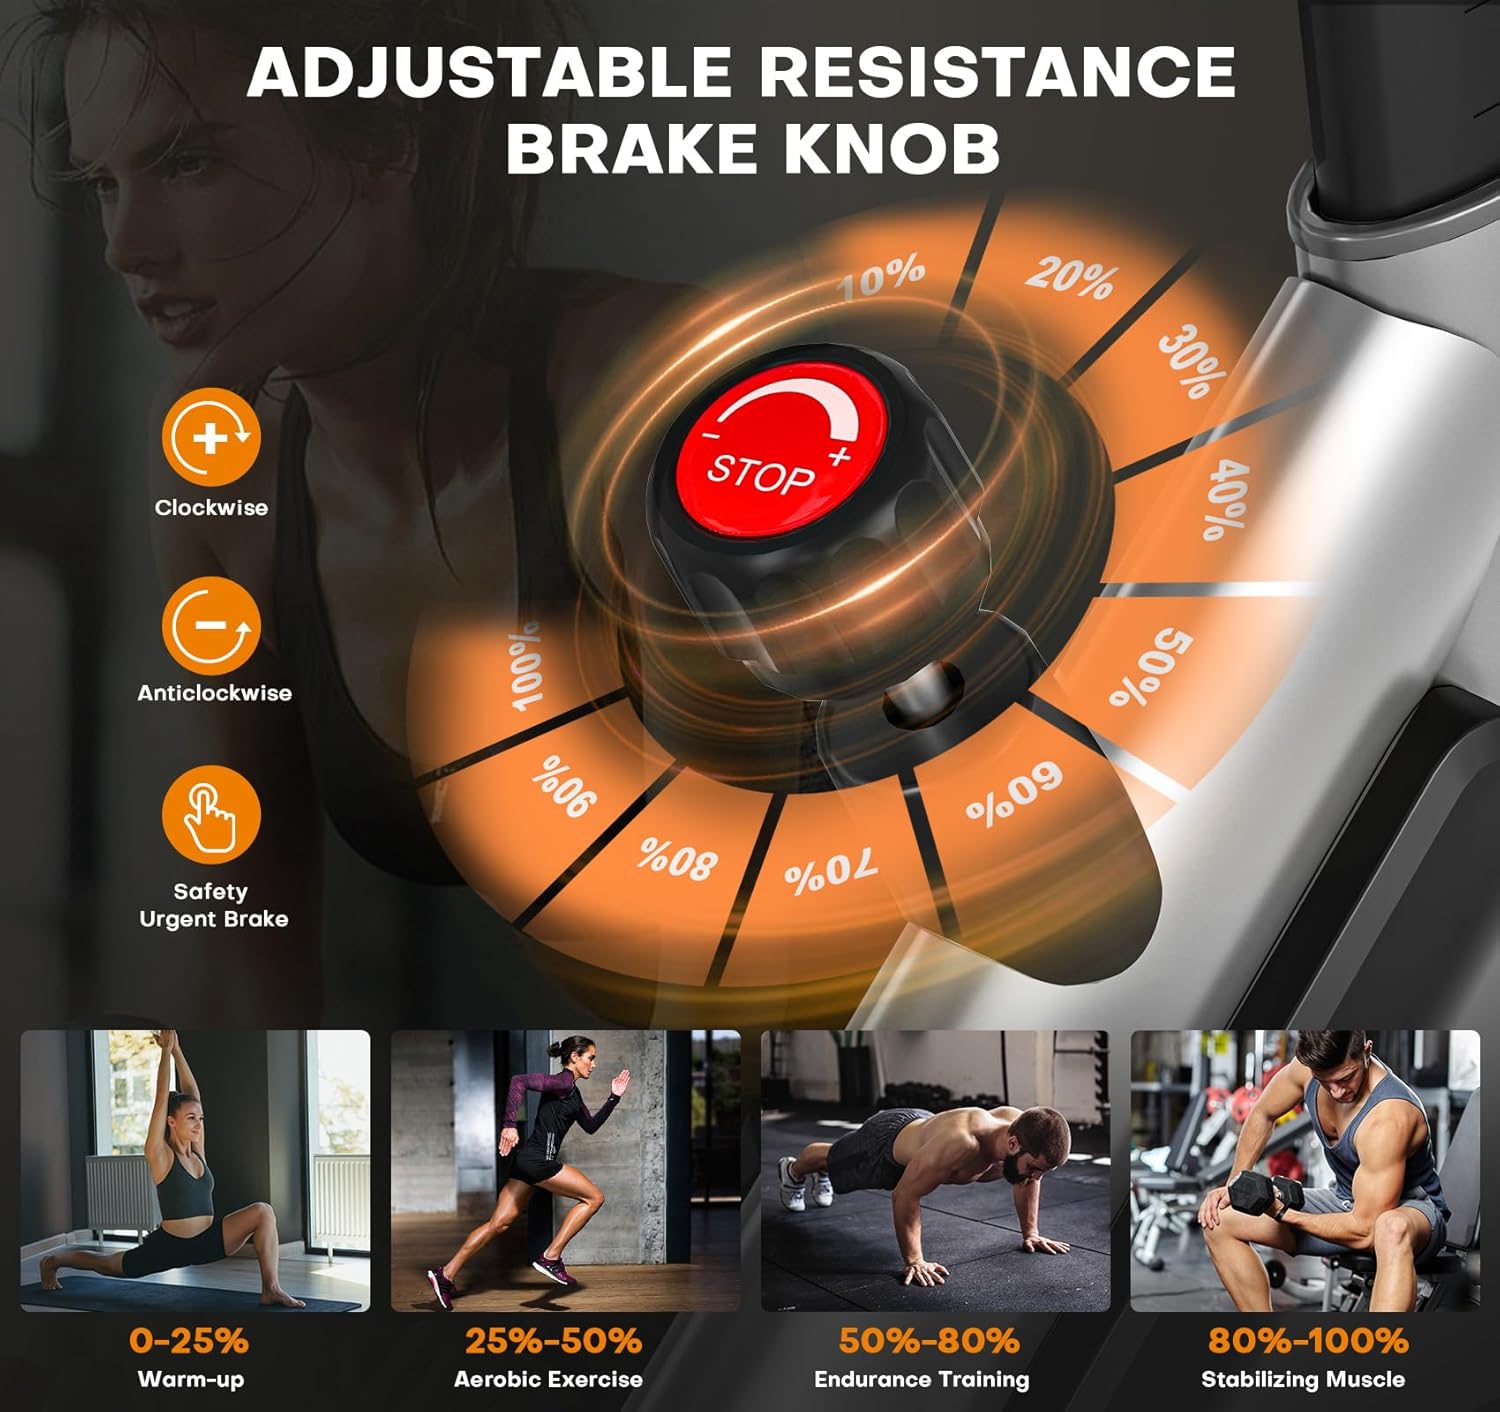 ADJUSTABLE RESISTANCE
BRAKE KNOB
10%
20%
30%
40%
50%
60%
70%
80%
90%
100%
- +
STOP
+
Clockwise
-
Anticlockwise
Safety
Urgent Brake
0-25%
Warm-up
25%-50%
Aerobic Exercise
50%-80%
Endurance Training
80%-100%
Stabilizing Muscle